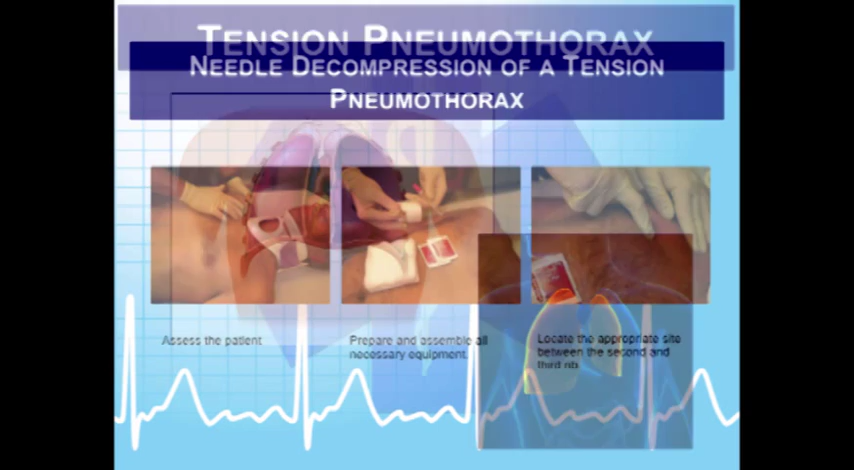 TENSION PNEUMOTHORAX
NEEDLE DECOMPRESSION OF A TENSION
PNEUMOTHORAX
Assess the patient
Prepare and assemble all
necessary equipment.
Locate the appropriate site
between the second and
third rib.